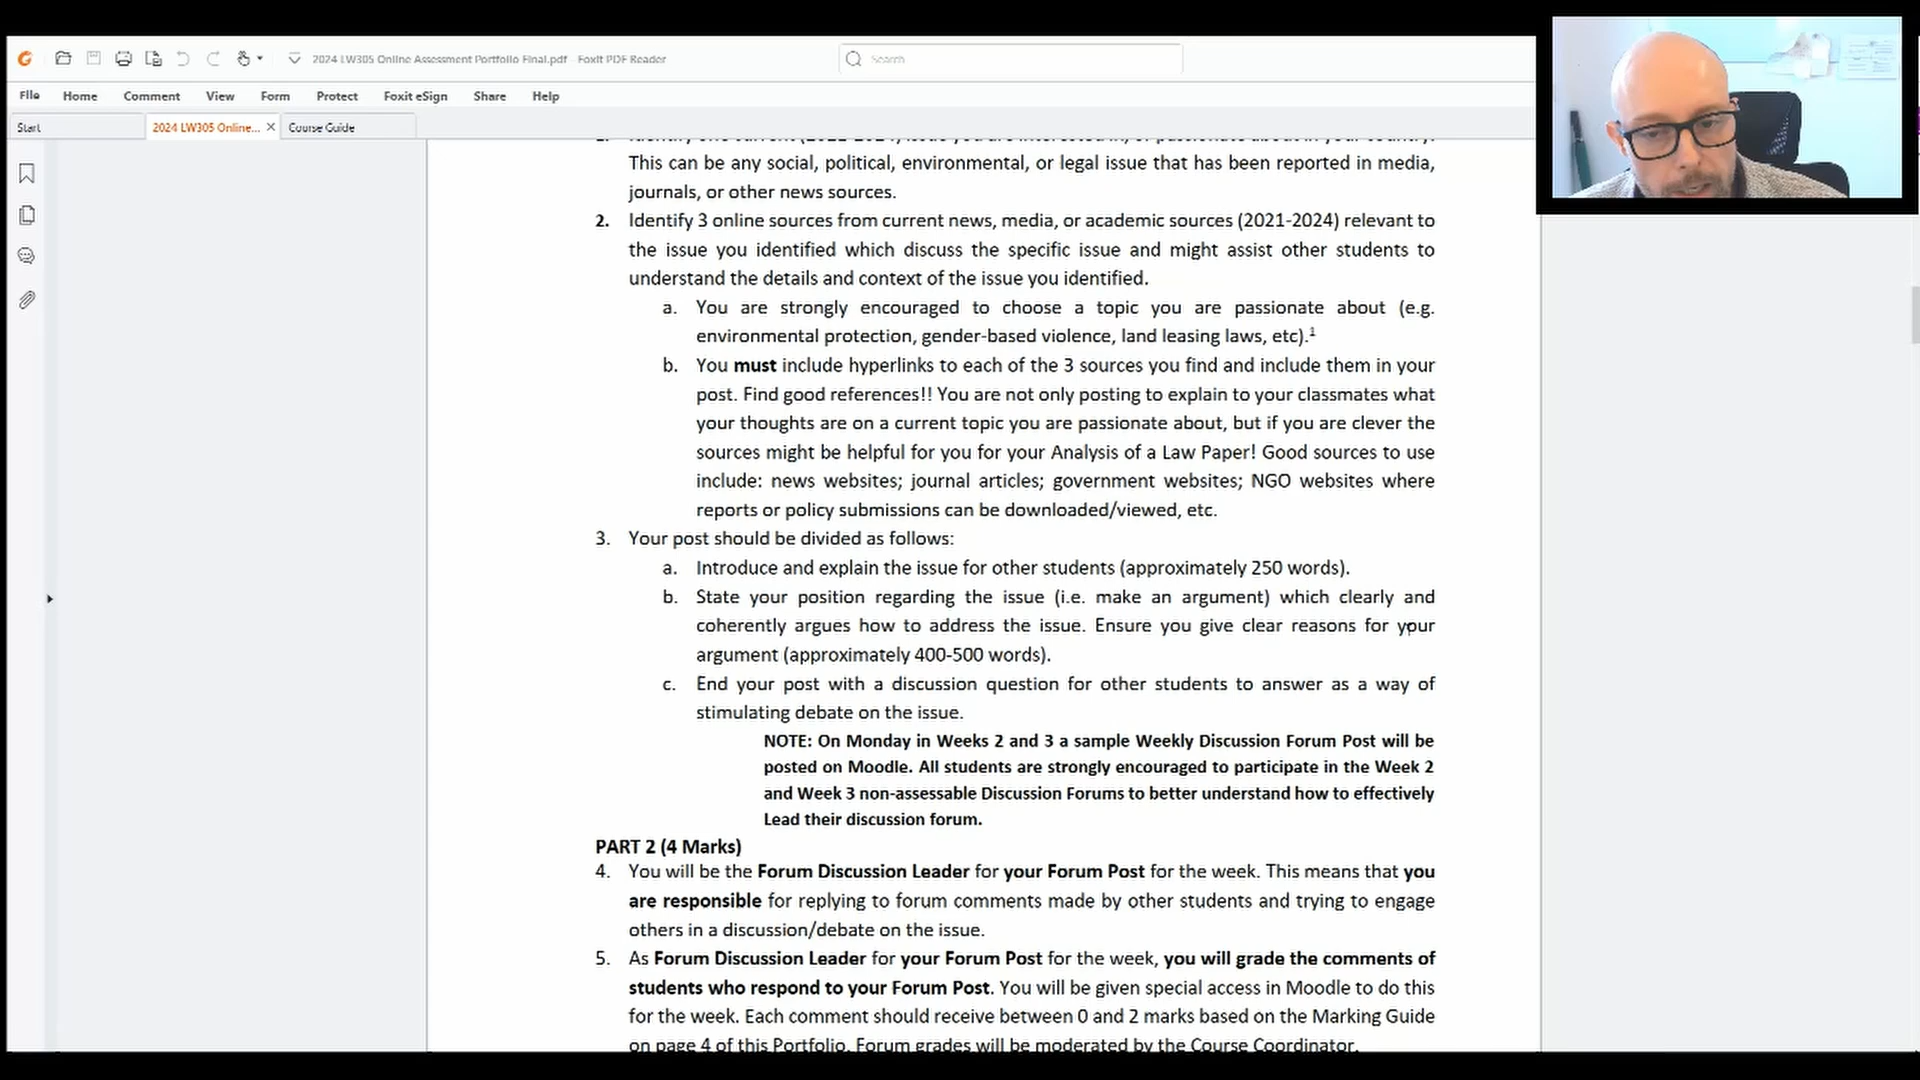 2024 LW305 Online Assessment Portfolio Final.pdf - Foxit PDF Reader
Search
File Home Comment View Form Protect Foxit eSign Share Help
Start
2024 LW305 Online...
Course Guide
This can be any social, political, environmental, or legal issue that has been reported in media,
journals, or other news sources.
2. Identify 3 online sources from current news, media, or academic sources (2021-2024) relevant to
the issue you identified which discuss the specific issue and might assist other students to
understand the details and context of the issue you identified.
a. You are strongly encouraged to choose a topic you are passionate about (e.g.
environmental protection, gender-based violence, land leasing laws, etc).1
b. You must include hyperlinks to each of the 3 sources you find and include them in your
post. Find good references!! You are not only posting to explain to your classmates what
your thoughts are on a current topic you are passionate about, but if you are clever the
sources might be helpful for you for your Analysis of a Law Paper! Good sources to use
include: news websites; journal articles; government websites; NGO websites where
reports or policy submissions can be downloaded/viewed, etc.
3. Your post should be divided as follows:
a. Introduce and explain the issue for other students (approximately 250 words).
b. State your position regarding the issue (i.e. make an argument) which clearly and
coherently argues how to address the issue. Ensure you give clear reasons for your
argument (approximately 400-500 words).
c. End your post with a discussion question for other students to answer as a way of
stimulating debate on the issue.
NOTE: On Monday in Weeks 2 and 3 a sample Weekly Discussion Forum Post will be
posted on Moodle. All students are strongly encouraged to participate in the Week 2
and Week 3 non-assessable Discussion Forums to better understand how to effectively
Lead their discussion forum.
PART 2 (4 Marks)
4. You will be the Forum Discussion Leader for your Forum Post for the week. This means that you
are responsible for replying to forum comments made by other students and trying to engage
others in a discussion/debate on the issue.
5. As Forum Discussion Leader for your Forum Post for the week, you will grade the comments of
students who respond to your Forum Post. You will be given special access in Moodle to do this
for the week. Each comment should receive between 0 and 2 marks based on the Marking Guide
on page 4 of this Portfolio. Forum grades will be moderated by the Course Coordinator.